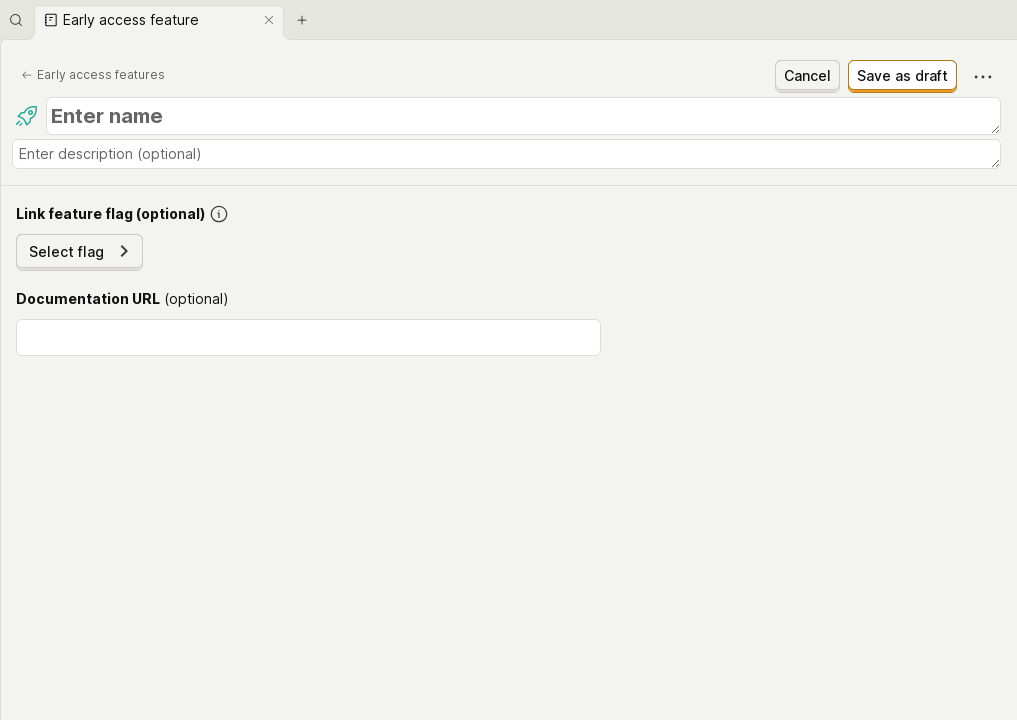 Early access feature
Early access features
Cancel
Save as draft
Enter name
Enter description (optional)
Link feature flag (optional)
Select flag
Documentation URL (optional)